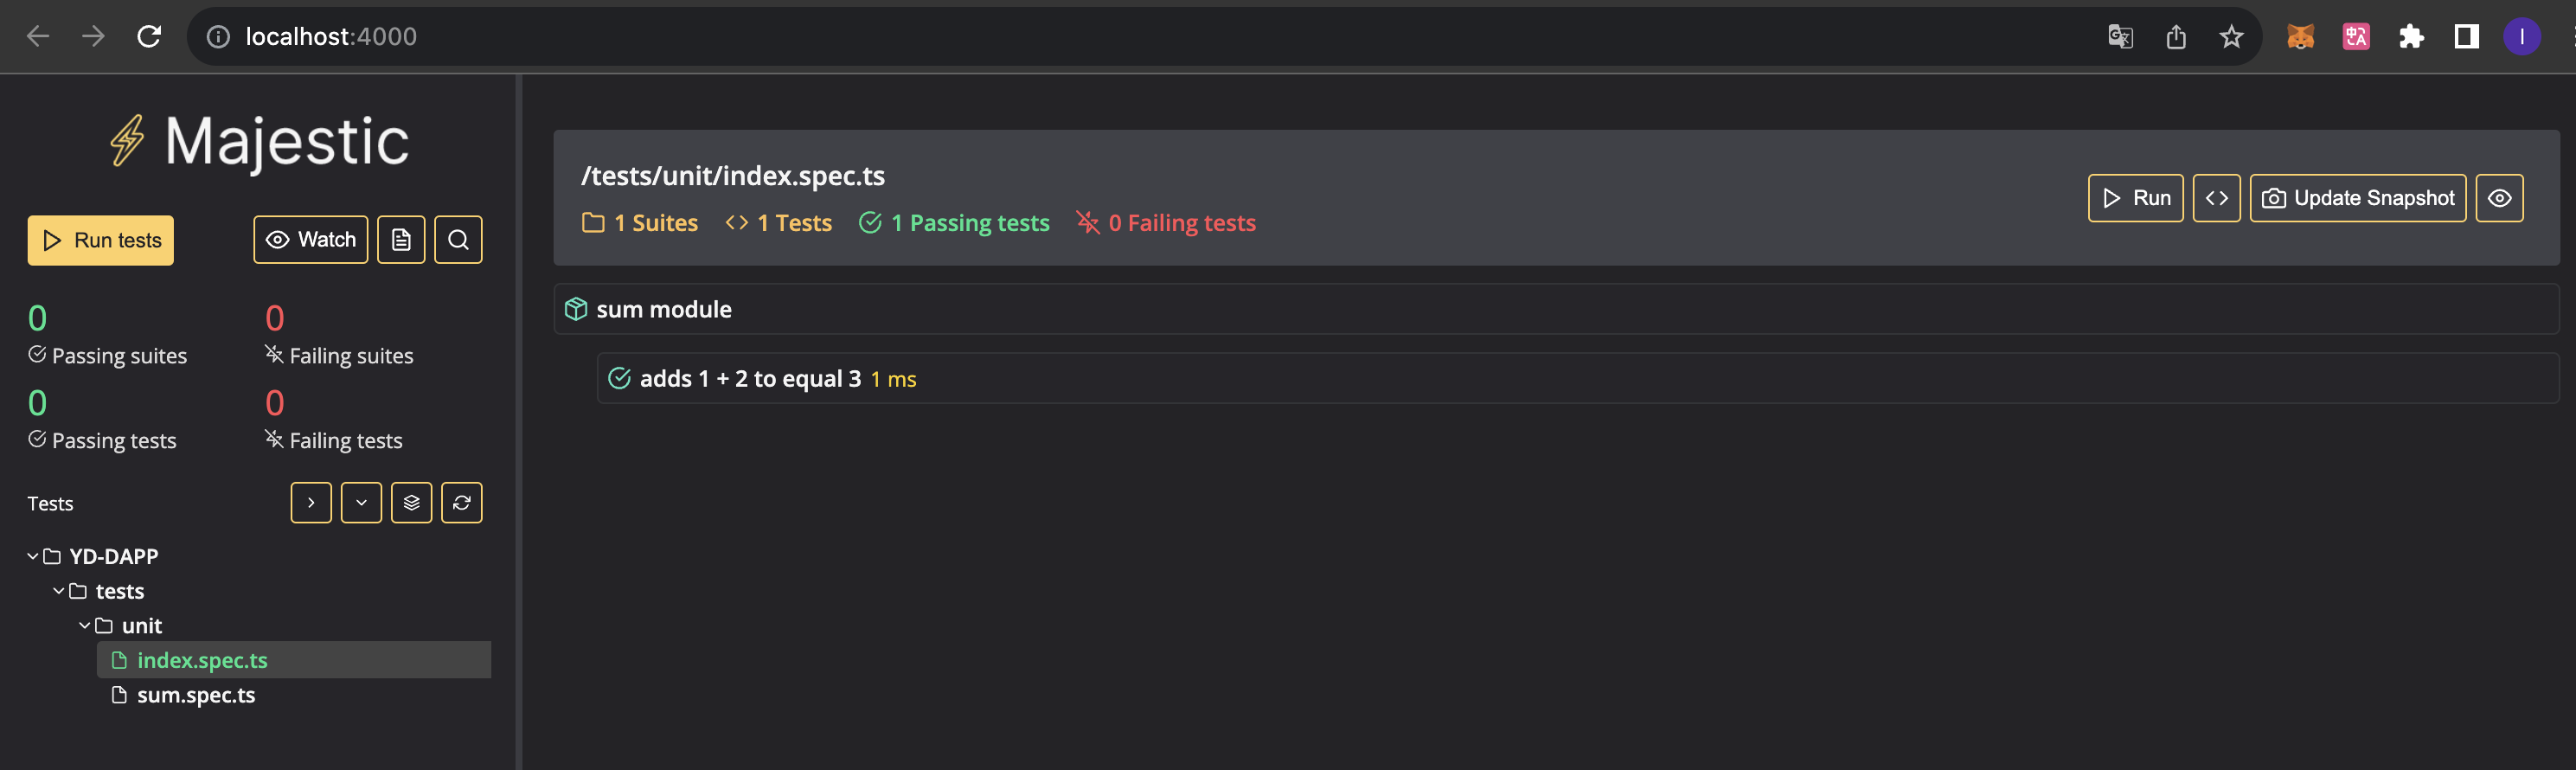 localhost:4000
Majestic
Run tests
Watch
0
0
Passing suites
Failing suites
0
0
Passing tests
Failing tests
Tests
YD-DAPP
tests
unit
index.spec.ts
sum.spec.ts
/tests/unit/index.spec.ts
1 Suites
1 Tests
1 Passing tests
0 Failing tests
Run
Update Snapshot
sum module
adds 1 + 2 to equal 3 1 ms
I
中
A